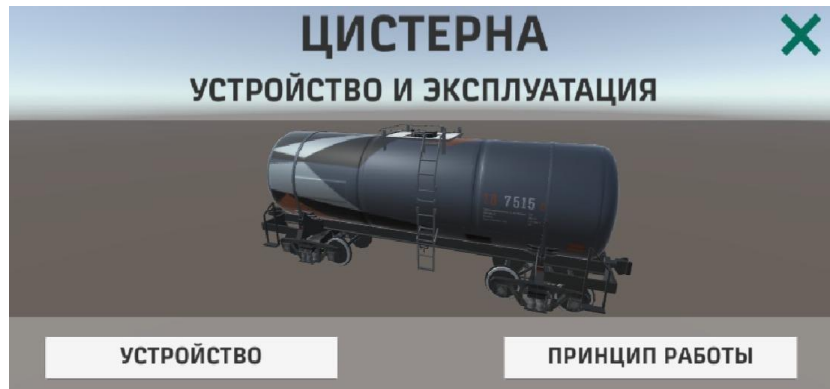 ЦИСТЕРНА
УСТРОЙСТВО И ЭКСПЛУАТАЦИЯ
7515
УСТРОЙСТВО
ПРИНЦИП РАБОТЫ